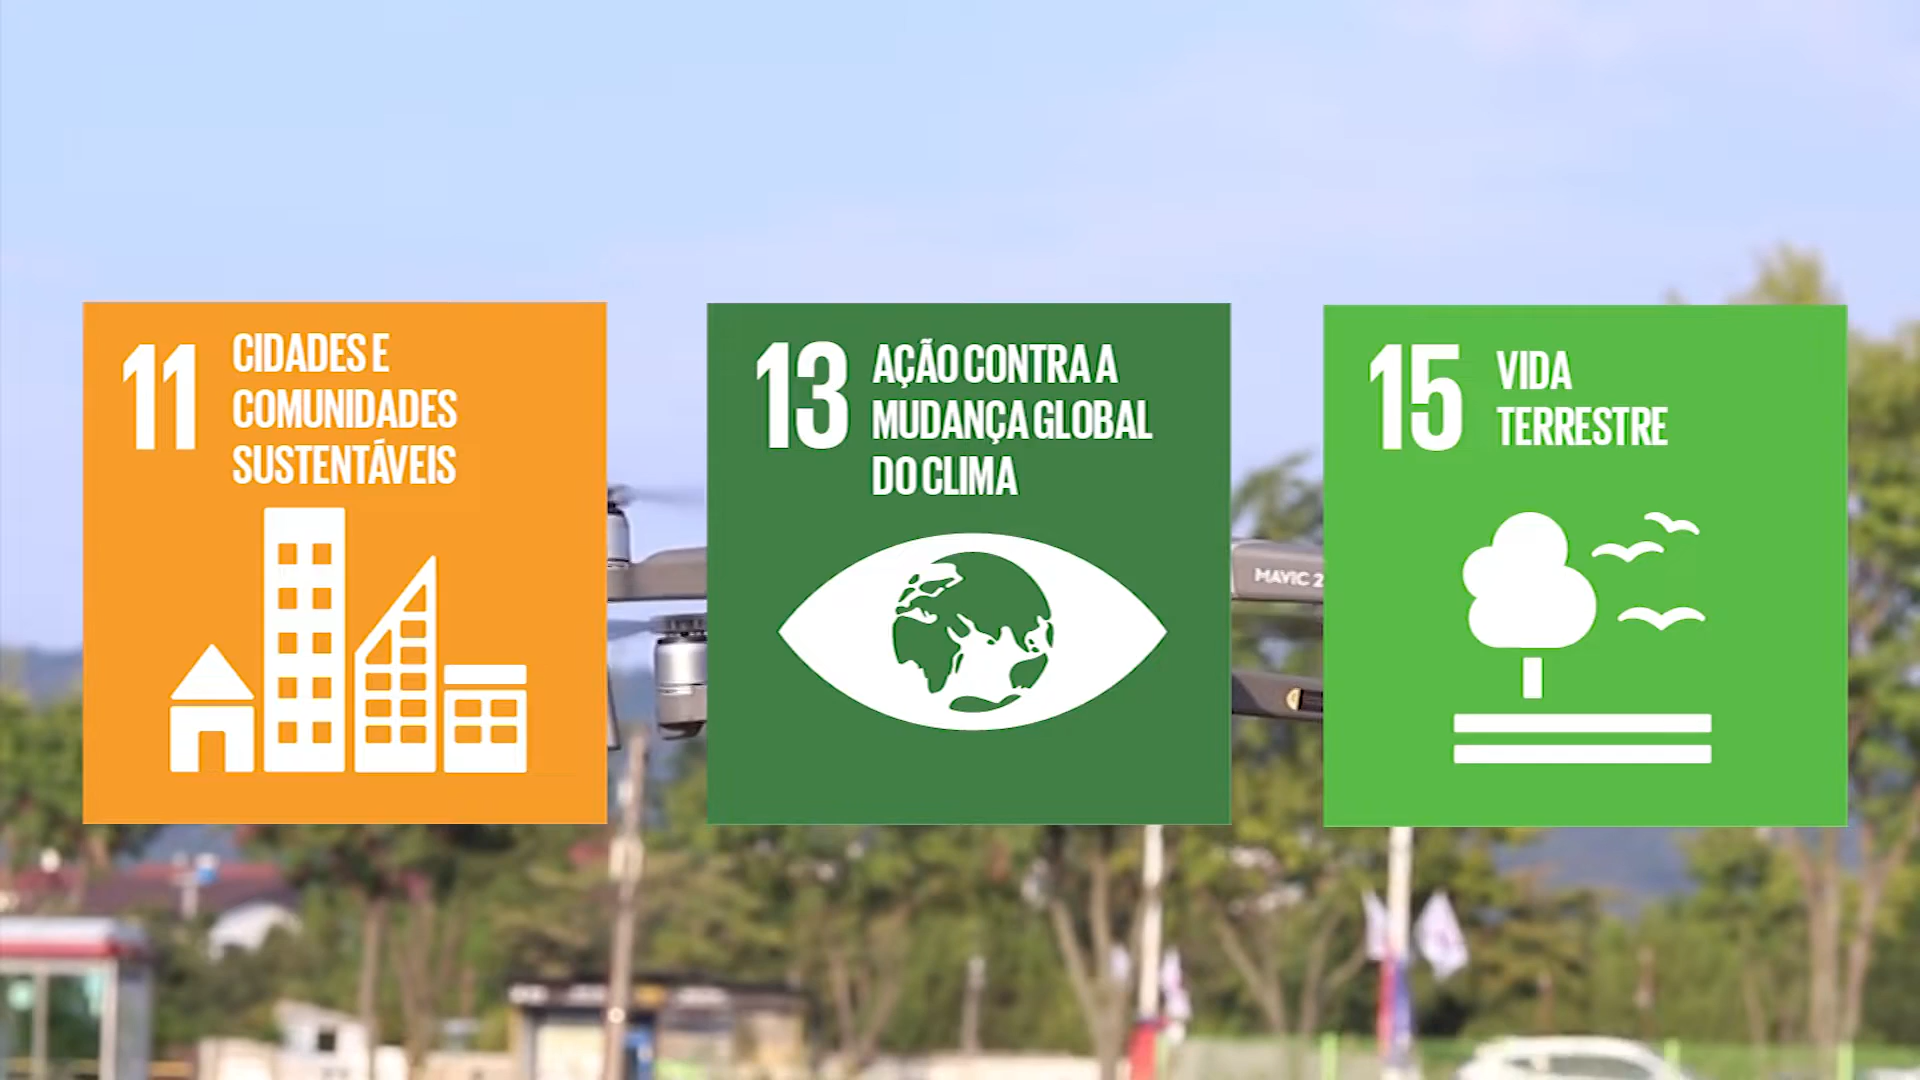 11
CIDADES E
COMUNIDADES
SUSTENTÁVEIS
13
AÇÃO CONTRA A
MUDANÇA GLOBAL
DO CLIMA
15
VIDA
TERRESTRE
MAVIC 2